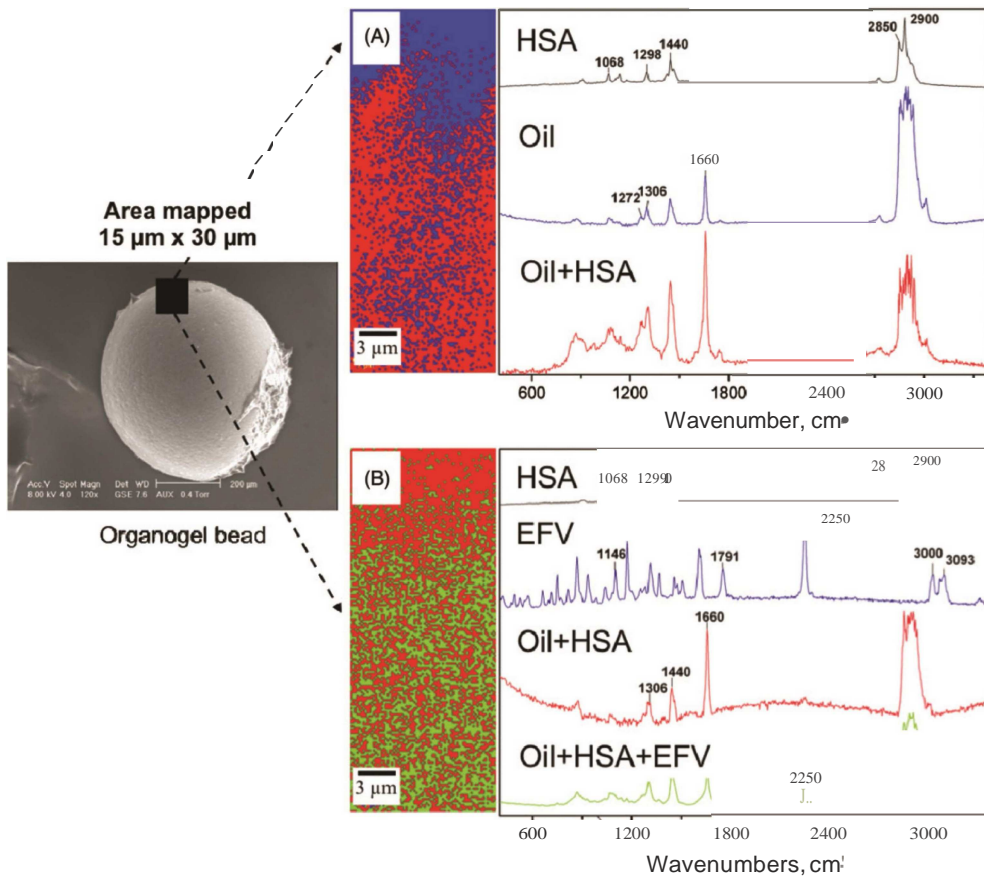 Area mapped
15 µm x 30 µm
Acc.V Spot Magn Det WD 200 µm
8.00 kV 4.0 120x GSE 7.6 AUX 0.4 Torr
Organogel bead
(A)
3 µm
HSA
1068 1298 1440 2850 2900
Oil
1272 1306 1660
Oil+HSA
600 1200 1800 2400 3000
Wavenumber, cm
(B)
3 µm
HSA
1068 1299 28 2900
EFV
1146 1791 2250 3000 3093
Oil+HSA
1306 1440 1660
Oil+HSA+EFV
2250
600 1200 1800 2400 3000
Wavenumbers, cm